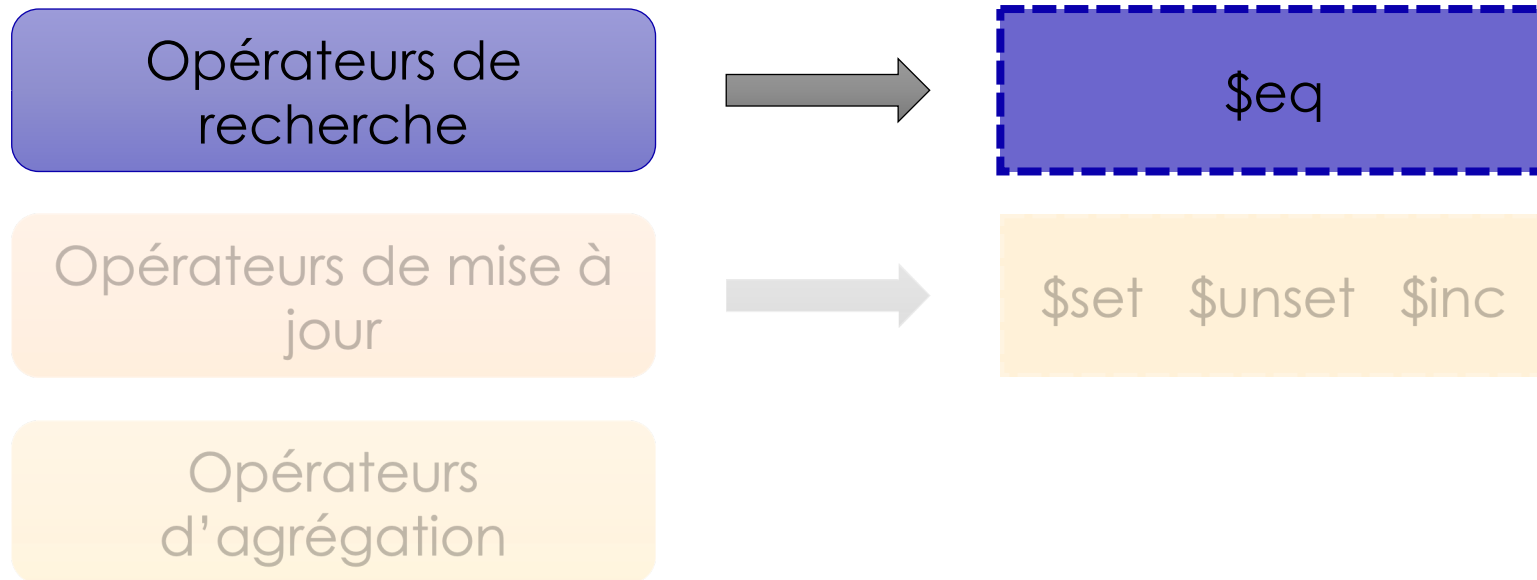 Opérateurs de
recherche
$eq
Opérateurs de mise à
jour
$set $unset $inc
Opérateurs
d’agrégation